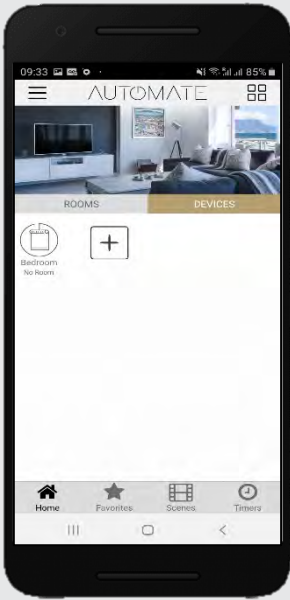 09:33 85%
AUTOMATE
ROOMS DEVICES
Bedroom
No Room
Home Favorites Scenes Timers